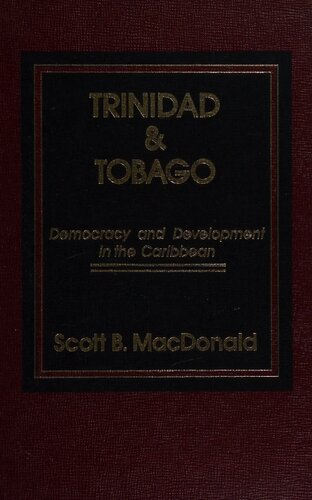 TRINIDAD
&
TOBAGO
Democracy and Development
in the Caribbean
Scott B. MacDonald